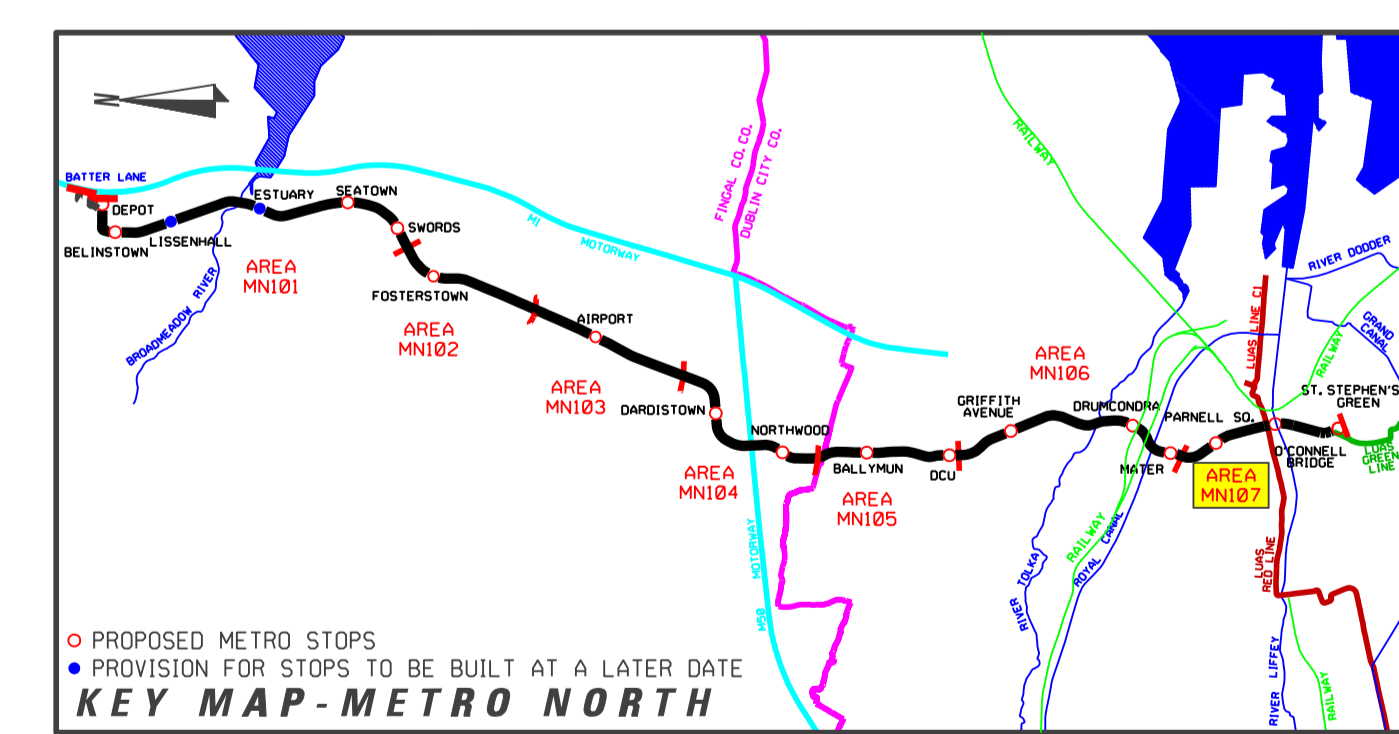 N
BATTER LANE
DEPOT
BELINSTOWN
LISSENHALL
ESTUARY
SEATOWN
SWORDS
BROADMEADOW RIVER
AREA
MN101
FOSTERSTOWN
AREA
MN102
AIRPORT
AREA
MN103
M1
MOTORWAY
FINGAL CO. CO.
DUBLIN CITY CO.
DARDISTOWN
NORTHWOOD
AREA
MN104
MOTORWAY
M50
BALLYMUN
AREA
MN105
DCU
GRIFFITH
AVENUE
AREA
MN106
DRUMCONDRA
MATER
PARNELL SO.
AREA
MN107
O'CONNELL
BRIDGE
ST. STEPHEN'S
GREEN
LUAS
GREEN
LINE
RAILWAY
RIVER TOLKA
RAILWAY
ROYAL CANAL
LUAS LINE C1
LUAS
RED LINE
RIVER LIFFEY
RAILWAY
RIVER DODDER
GRAND
CANAL
RAILWAY
PROPOSED METRO STOPS
PROVISION FOR STOPS TO BE BUILT AT A LATER DATE
KEY MAP-METRO NORTH